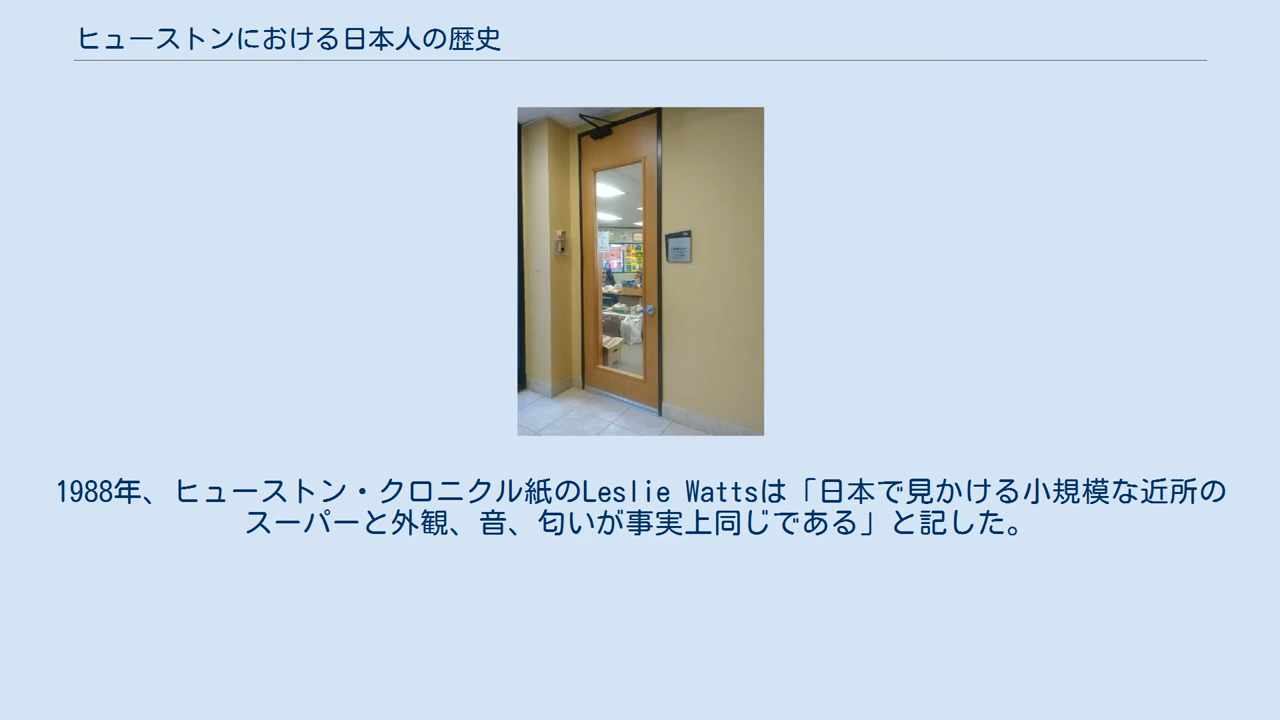 ヒューストンにおける日本人の歴史
1988年、ヒューストン・クロニクル紙のLeslie Wattsは「日本で見かける小規模な近所の
スーパーと外観、音、匂いが事実上同じである」と記した。